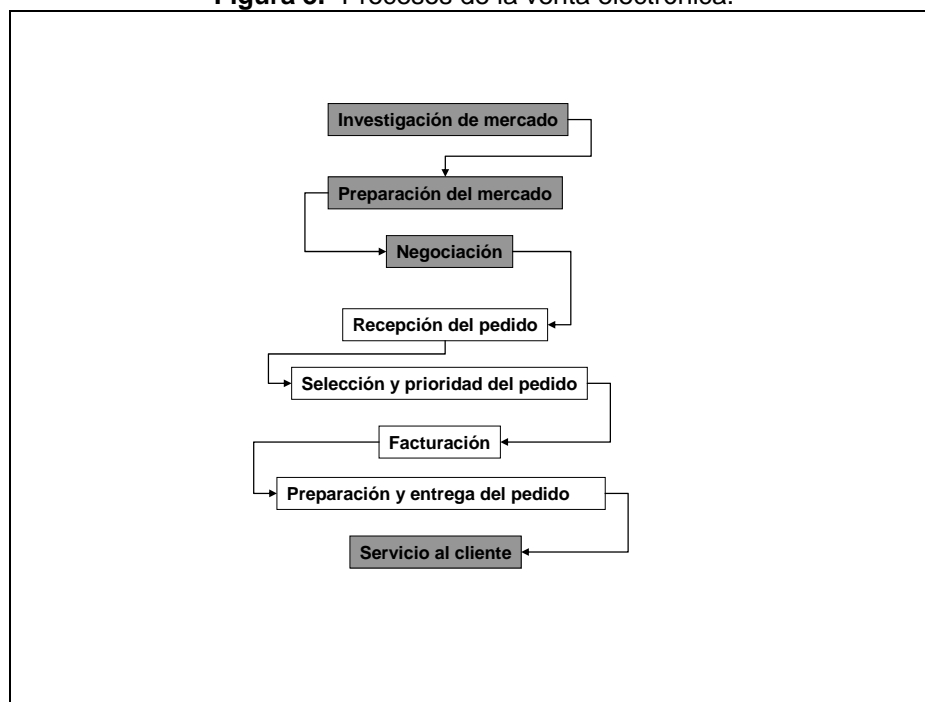 Procesos de la venta electrónica.
Investigación de mercado
Preparación del mercado
Negociación
Recepción del pedido
Selección y prioridad del pedido
Facturación
Preparación y entrega del pedido
Servicio al cliente